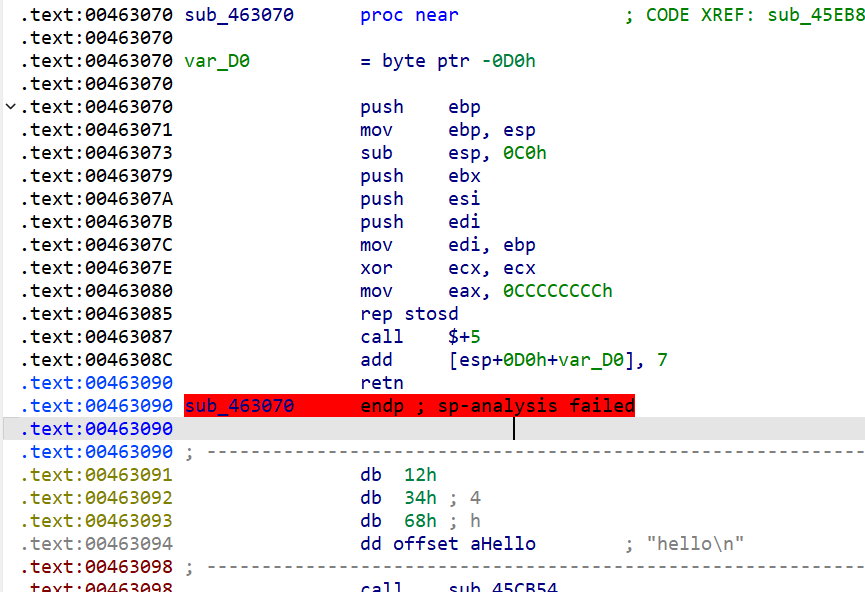 .text:00463070 sub_463070 proc near ; CODE XREF: sub_45EB8
.text:00463070
.text:00463070 var_D0 = byte ptr -0D0h
.text:00463070
.text:00463070 push ebp
.text:00463071 mov ebp, esp
.text:00463073 sub esp, 0C0h
.text:00463079 push ebx
.text:0046307A push esi
.text:0046307B push edi
.text:0046307C mov edi, ebp
.text:0046307E xor ecx, ecx
.text:00463080 mov eax, 0CCCCCCCCh
.text:00463085 rep stosd
.text:00463087 call $+5
.text:0046308C add [esp+0D0h+var_D0], 7
.text:00463090 retn
.text:00463090 sub_463070 endp ; sp-analysis failed
.text:00463090
.text:00463090 ; ---------------------------------------------------------------
.text:00463091 db 12h
.text:00463092 db 34h ; 4
.text:00463093 db 68h ; h
.text:00463094 dd offset aHello ; "hello\n"
.text:00463098 ; ---------------------------------------------------------------
.text:00463098 call sub_45CB54